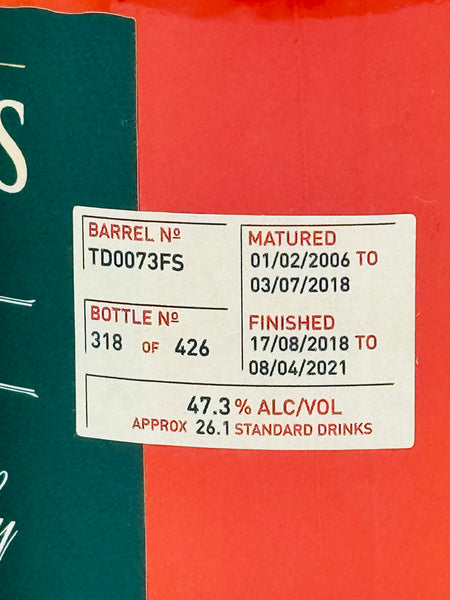 S
BARREL Nº
TD0073FS
BOTTLE Nº
318 OF 426
MATURED
01/02/2006 TO
03/07/2018
FINISHED
17/08/2018 TO
08/04/2021
47.3% ALC/VOL
APPROX 26.1 STANDARD DRINKS
y